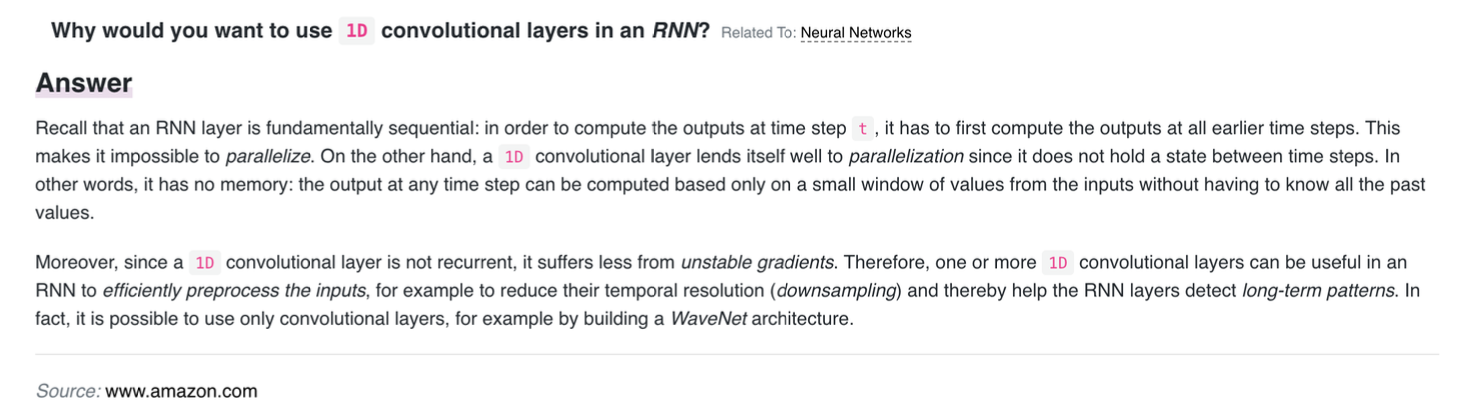 Why would you want to use 1D convolutional layers in an RNN? Related To: Neural Networks
Answer
Recall that an RNN layer is fundamentally sequential: in order to compute the outputs at time step t, it has to first compute the outputs at all earlier time steps. This
makes it impossible to parallelize. On the other hand, a 1D convolutional layer lends itself well to parallelization since it does not hold a state between time steps. In
other words, it has no memory: the output at any time step can be computed based only on a small window of values from the inputs without having to know all the past
values.
Moreover, since a 1D convolutional layer is not recurrent, it suffers less from unstable gradients. Therefore, one or more 1D convolutional layers can be useful in an
RNN to efficiently preprocess the inputs, for example to reduce their temporal resolution (downsampling) and thereby help the RNN layers detect long-term patterns. In
fact, it is possible to use only convolutional layers, for example by building a WaveNet architecture.
Source: www.amazon.com